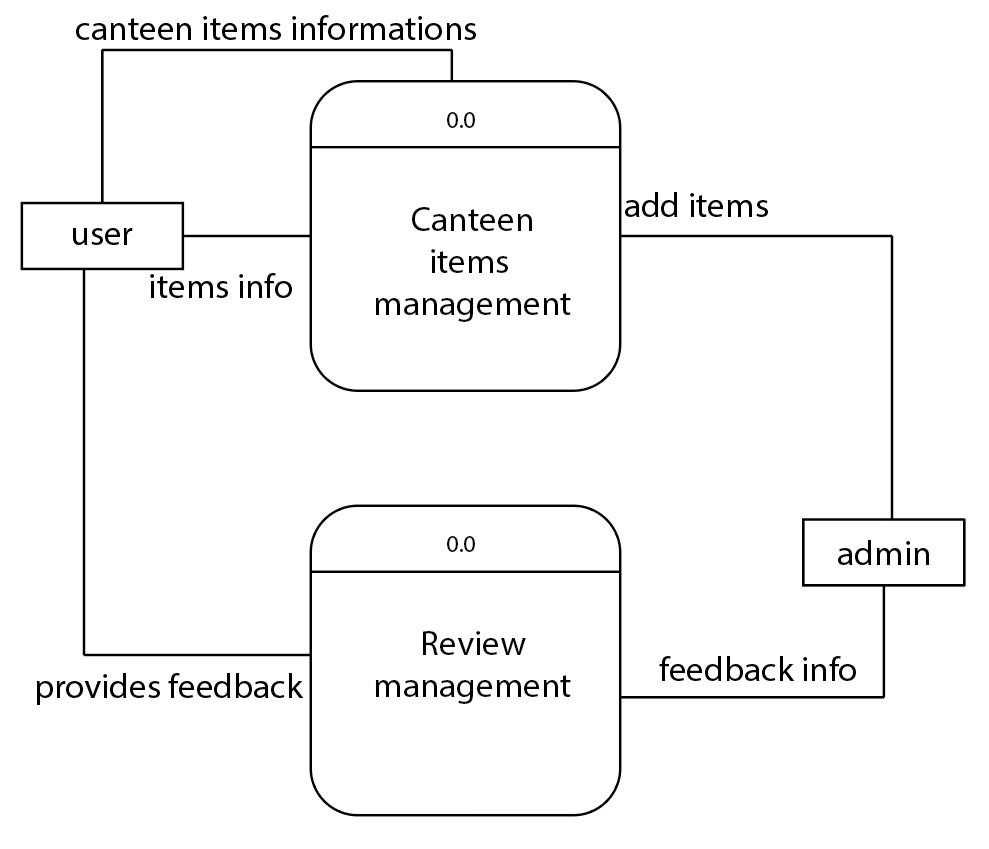 canteen items informations
0.0
Canteen
items
management
user
items info
add items
0.0
Review
management
admin
provides feedback
feedback info